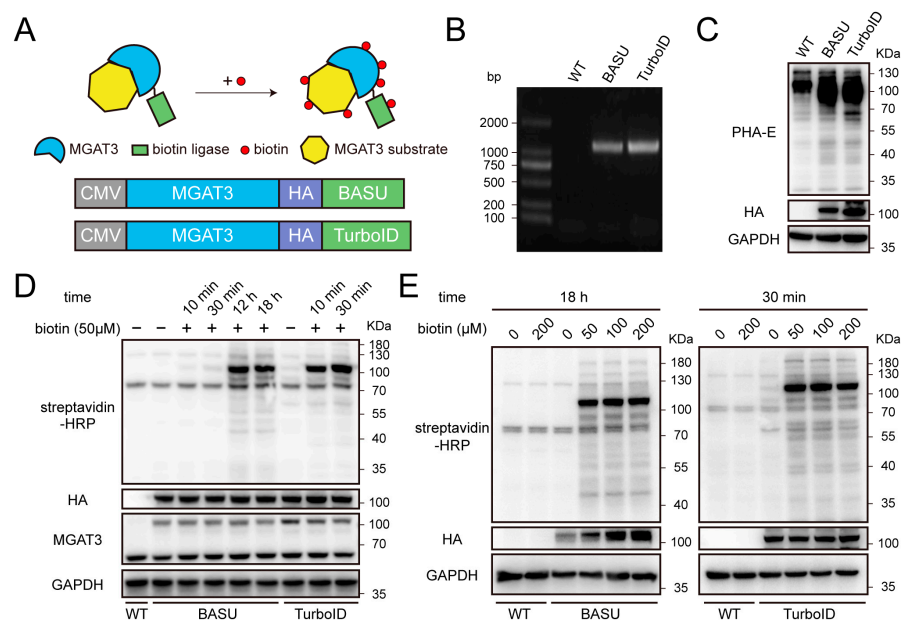 A
+
MGAT3
biotin ligase
biotin
MGAT3 substrate
CMV MGAT3 HA BASU
CMV MGAT3 HA TurboID
B
bp
WT BASU TurboID
2000
1000
750
500
200
100
C
WT BASU TurboID
KDa
PHA-E
130
100
70
55
40
35
HA
100
GAPDH
35
D
time 10 min 30 min 12 h 18 h 10 min 30 min
biotin (50μM) − − + + + + − + +
KDa
streptavidin
-HRP
180
130
100
70
55
40
35
HA
100
MGAT3
100
70
GAPDH
35
WT BASU TurboID
E
time 18 h 30 min
biotin (μM) 0 200 0 50 100 200 0 200 0 50 100 200
KDa KDa
streptavidin
-HRP
180
130
100
70
55
40
180
130
100
70
55
40
35
HA
100 100
GAPDH
35 35
WT BASU WT TurboID